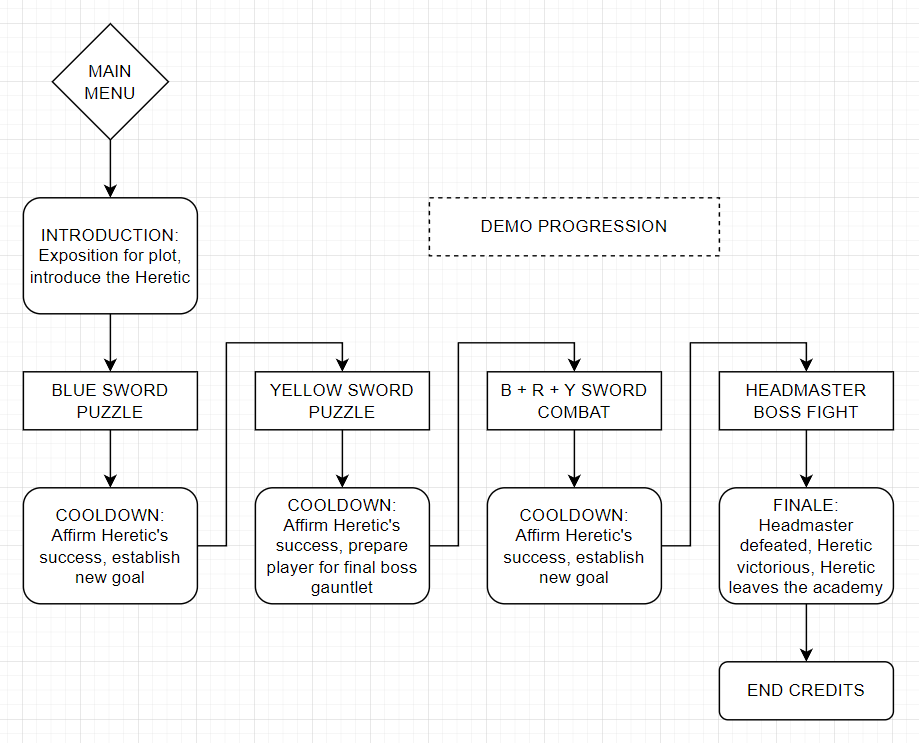 MAIN
MENU
INTRODUCTION:
Exposition for plot,
introduce the Heretic
DEMO PROGRESSION
BLUE SWORD
PUZZLE
YELLOW SWORD
PUZZLE
B + R + Y SWORD
COMBAT
HEADMASTER
BOSS FIGHT
COOLDOWN:
Affirm Heretic's
success, establish
new goal
COOLDOWN:
Affirm Heretic's
success, prepare
player for final boss
gauntlet
COOLDOWN:
Affirm Heretic's
success, establish
new goal
FINALE:
Headmaster
defeated, Heretic
victorious, Heretic
leaves the academy
END CREDITS